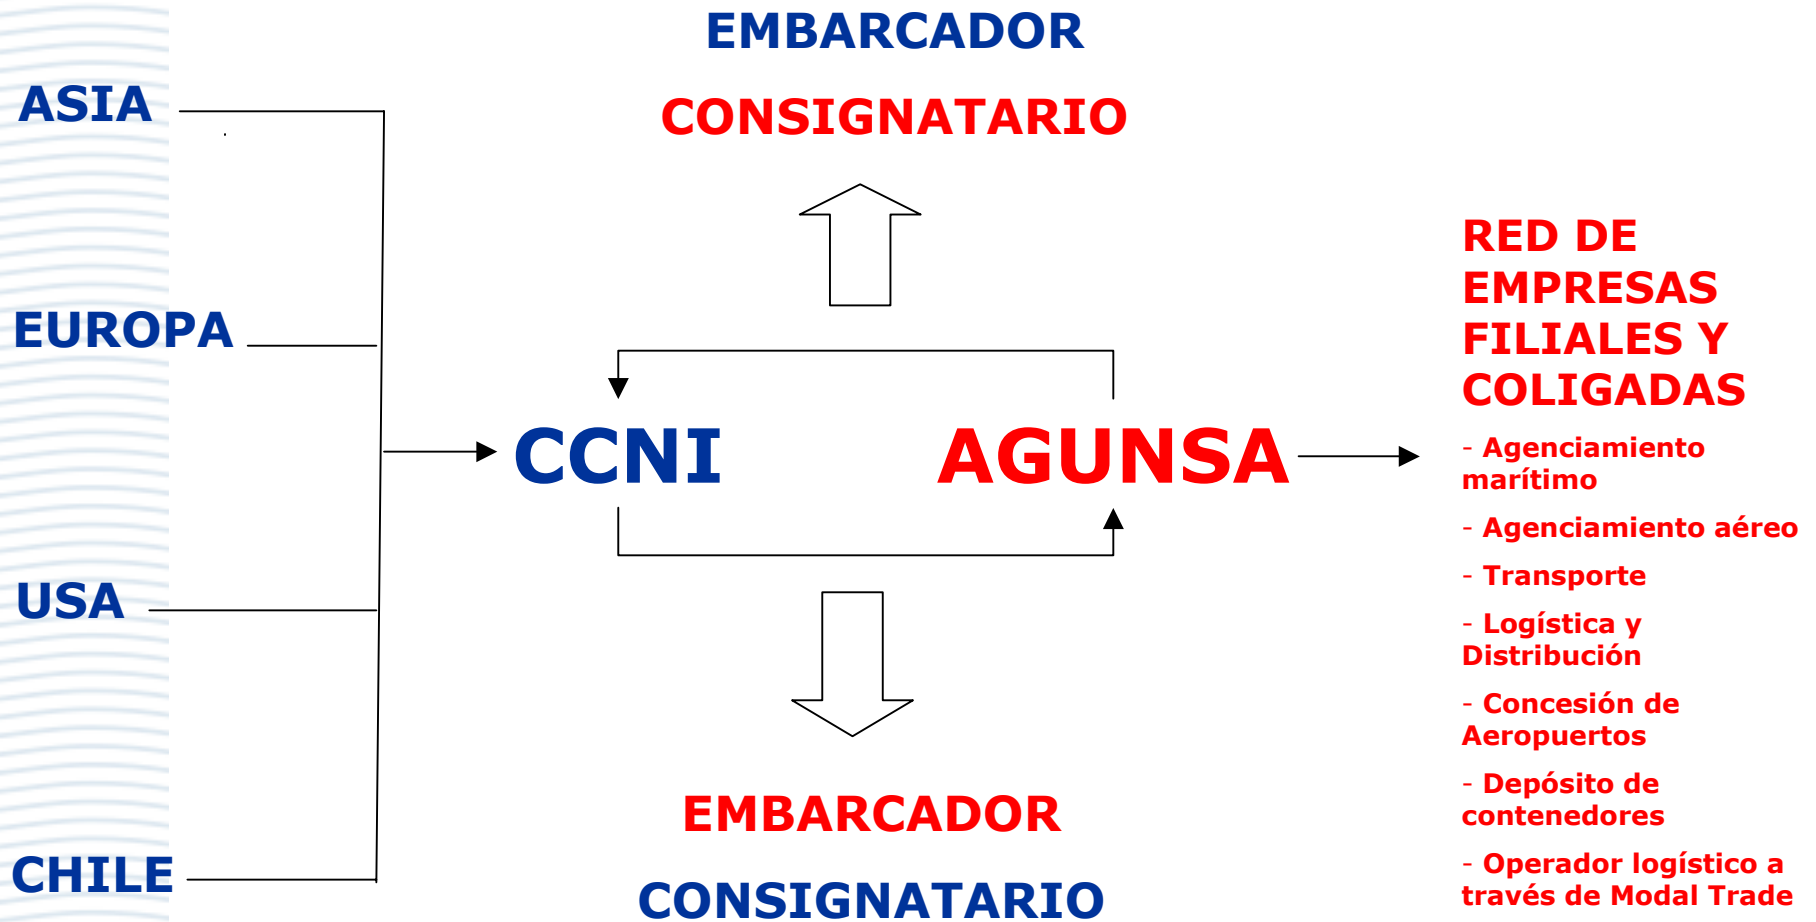 EMBARCADOR
CONSIGNATARIO
ASIA
EUROPA
USA
CHILE
CCNI
AGUNSA
EMBARCADOR
CONSIGNATARIO
RED DE
EMPRESAS
FILIALES Y
COLIGADAS
- Agenciamiento
marítimo
- Agenciamiento aéreo
- Transporte
- Logística y
Distribución
- Concesión de
Aeropuertos
- Depósito de
contenedores
- Operador logístico a
través de Modal Trade